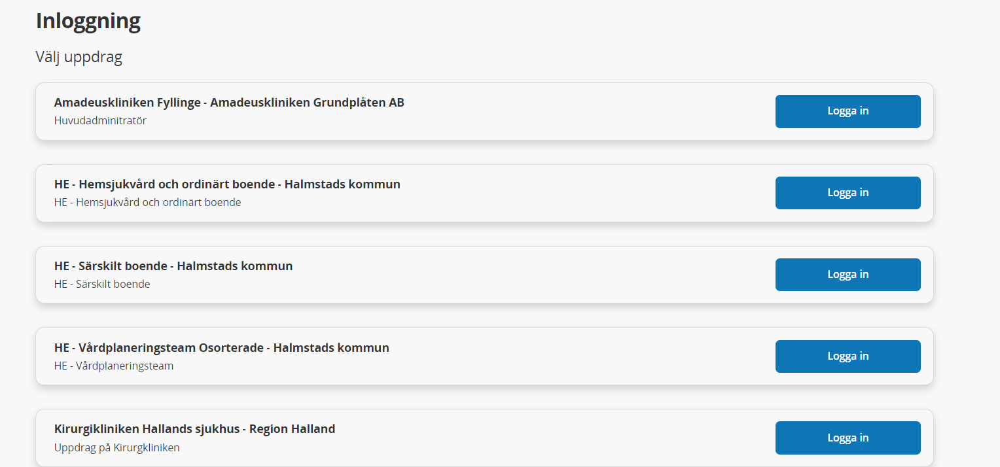 Inloggning
Välj uppdrag
Amadeuskliniken Fyllinge - Amadeuskliniken Grundplåten AB
Logga in
Huvudadminitratör
HE - Hemsjukvård och ordinärt boende - Halmstads kommun
Logga in
HE - Hemsjukvård och ordinärt boende
HE - Särskilt boende - Halmstads kommun
Logga in
HE - Särskilt boende
HE - Vårdplaneringsteam Osorterade - Halmstads kommun
Logga in
HE - Vårdplaneringsteam
Kirurgikliniken Hallands sjukhus - Region Halland
Logga in
Uppdrag på Kirurgkliniken